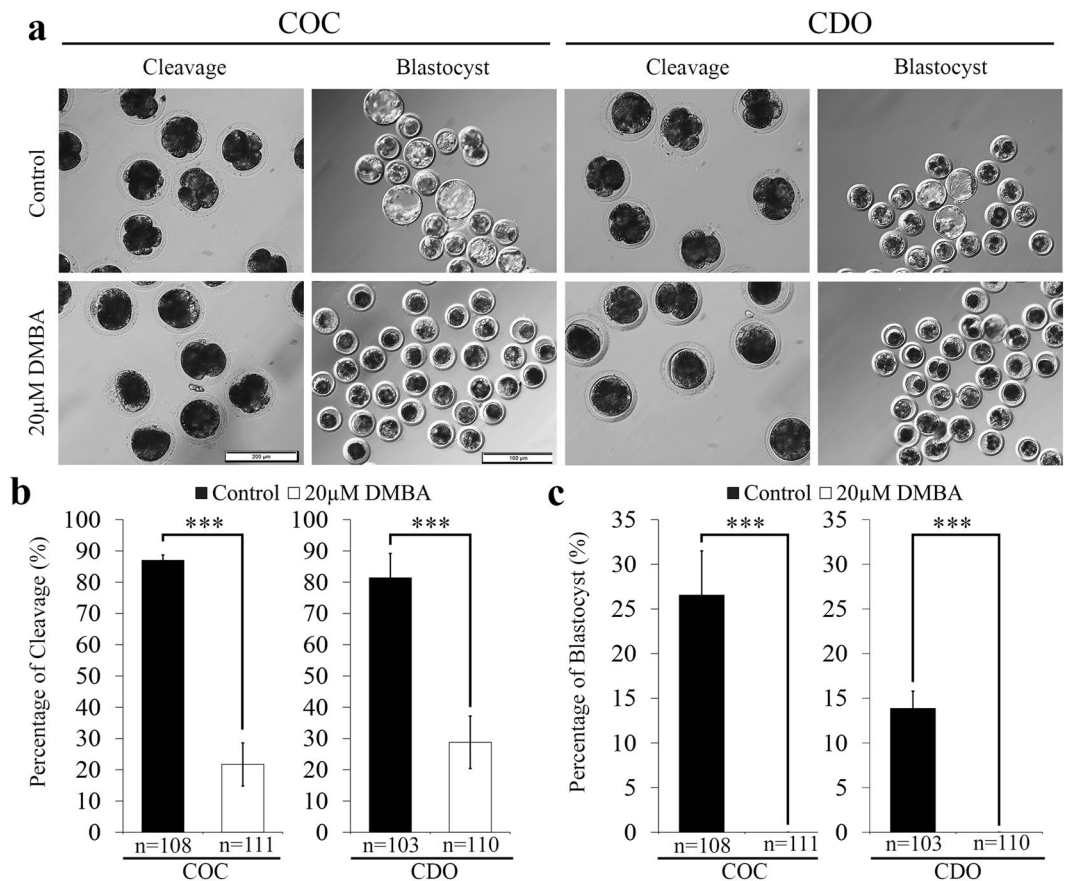 a
COC CDO
Cleavage Blastocyst Cleavage Blastocyst
Control
20µM DMBA
200 µm 100 µm
b
■ Control □ 20µM DMBA
Percentage of Cleavage (%)
100
90
80
70
60
50
40
30
20
10
0
***
n=108 n=111
COC
100
90
80
70
60
50
40
30
20
10
0
***
n=103 n=110
CDO
c
■ Control □ 20µM DMBA
Percentage of Blastocyst (%)
35
30
25
20
15
10
5
0
***
n=108 n=111
COC
35
30
25
20
15
10
5
0
***
n=103 n=110
CDO